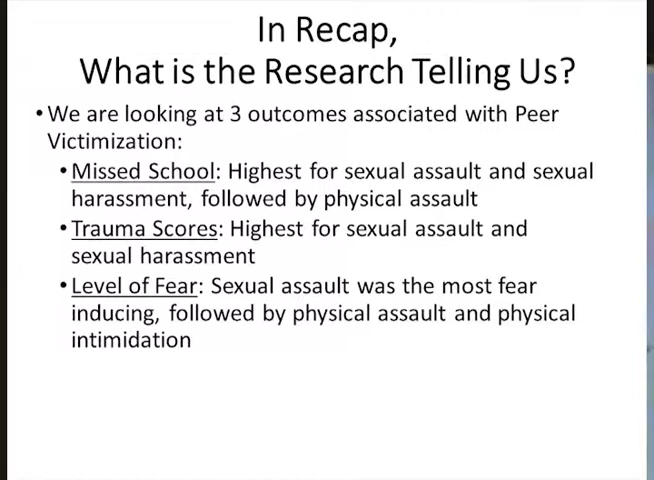 In Recap,
What is the Research Telling Us?
• We are looking at 3 outcomes associated with Peer
Victimization:
• Missed School: Highest for sexual assault and sexual
harassment, followed by physical assault
• Trauma Scores: Highest for sexual assault and
sexual harassment
• Level of Fear: Sexual assault was the most fear
inducing, followed by physical assault and physical
intimidation